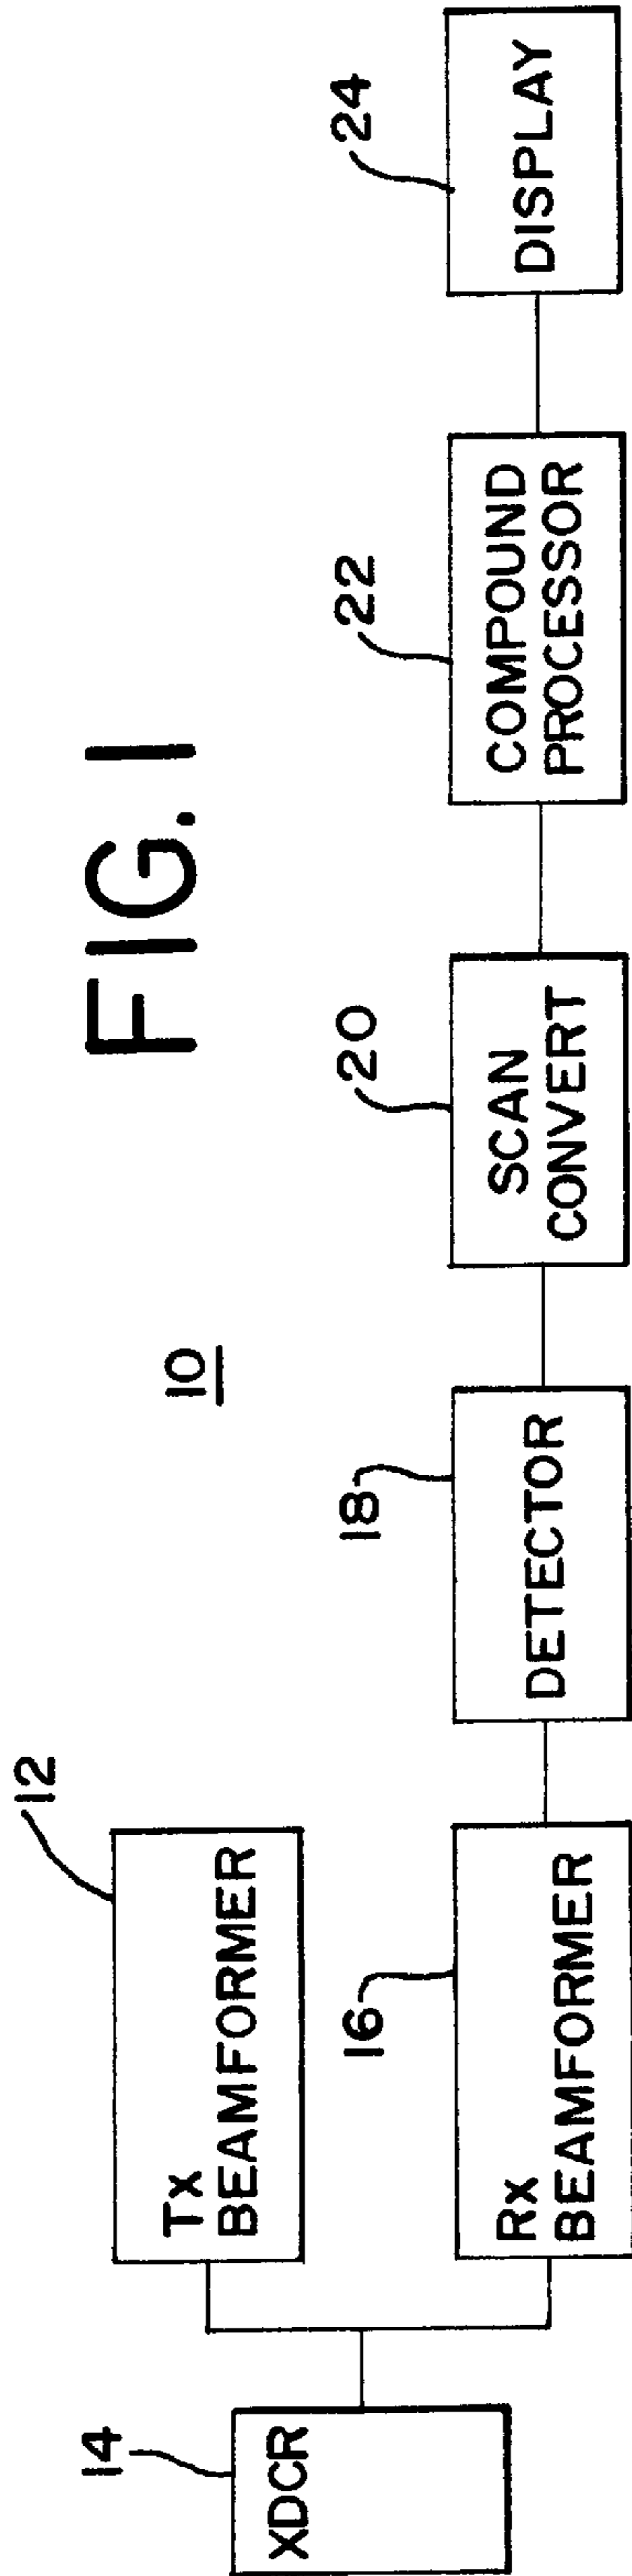 FIG. 1
10
12
Tx
BEAMFORMER
14
XDCR
16
Rx
BEAMFORMER
18
DETECTOR
20
SCAN
CONVERT
22
COMPOUND
PROCESSOR
24
DISPLAY